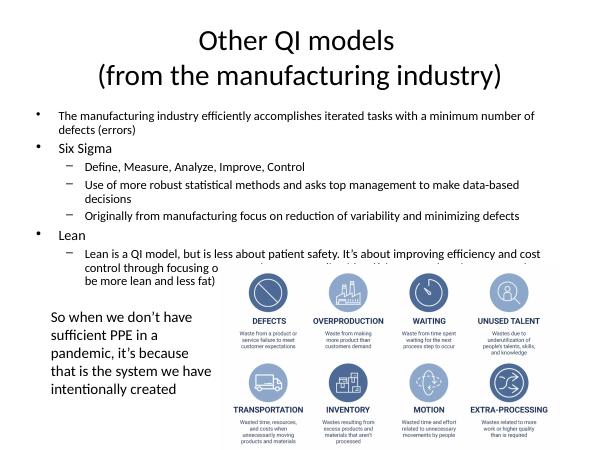 Other QI models
(from the manufacturing industry)
• The manufacturing industry efficiently accomplishes iterated tasks with a minimum number of
defects (errors)
• Six Sigma
– Define, Measure, Analyze, Improve, Control
– Use of more robust statistical methods and asks top management to make data-based
decisions
– Originally from manufacturing focus on reduction of variability and minimizing defects
• Lean
– Lean is a QI model, but is less about patient safety. It's about improving efficiency and cost
control through focusing o
be more lean and less fat)
So when we don't have
sufficient PPE in a
pandemic, it's because
that is the system we have
intentionally created
DEFECTS
Waste from a product or
service failure to meet
customer expectations
OVERPRODUCTION
Waste from making
more product than
customers demand
WAITING
Waste from time spent
waiting for the next
process step to occur
UNUSED TALENT
Wastes due to
underutilization of
people's talents, skills,
and knowledge
TRANSPORTATION
Wasted time, resources,
and costs when
unnecessarily moving
products and materials
INVENTORY
Wastes resulting from
excess products and
materials that aren't
processed
MOTION
Wasted time and effort
related to unnecessary
movements by people
EXTRA-PROCESSING
Wastes related to more
work or higher quality
than is required